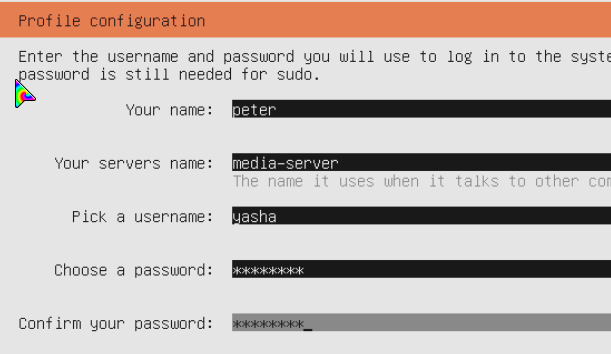 Profile configuration
Enter the username and password you will use to log in to the syste
password is still needed for sudo.
Your name: peter
Your servers name: media-server
The name it uses when it talks to other com
Pick a username: yasha
Choose a password: ********
Confirm your password: ********_